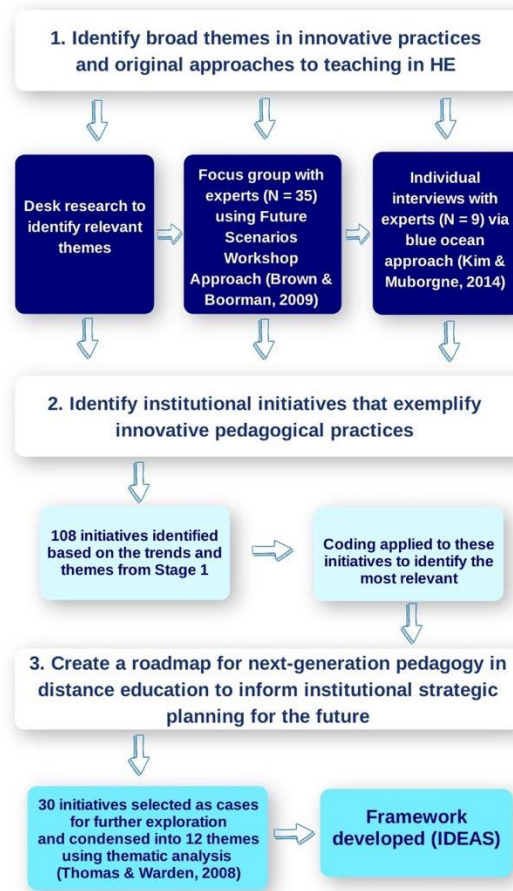 1. Identify broad themes in innovative practices
and original approaches to teaching in HE
Desk research to
identify relevant
themes
Focus group with
experts (N = 35)
using Future
Scenarios
Workshop
Approach (Brown &
Boorman, 2009)
Individual
interviews with
experts (N = 9) via
blue ocean
approach (Kim &
Muborgne, 2014)
2. Identify institutional initiatives that exemplify
innovative pedagogical practices
108 initiatives identified
based on the trends and
themes from Stage 1
Coding applied to these
initiatives to identify the
most relevant
3. Create a roadmap for next-generation pedagogy in
distance education to inform institutional strategic
planning for the future
30 initiatives selected as cases
for further exploration
and condensed into 12 themes
using thematic analysis
(Thomas & Warden, 2008)
Framework
developed (IDEAS)